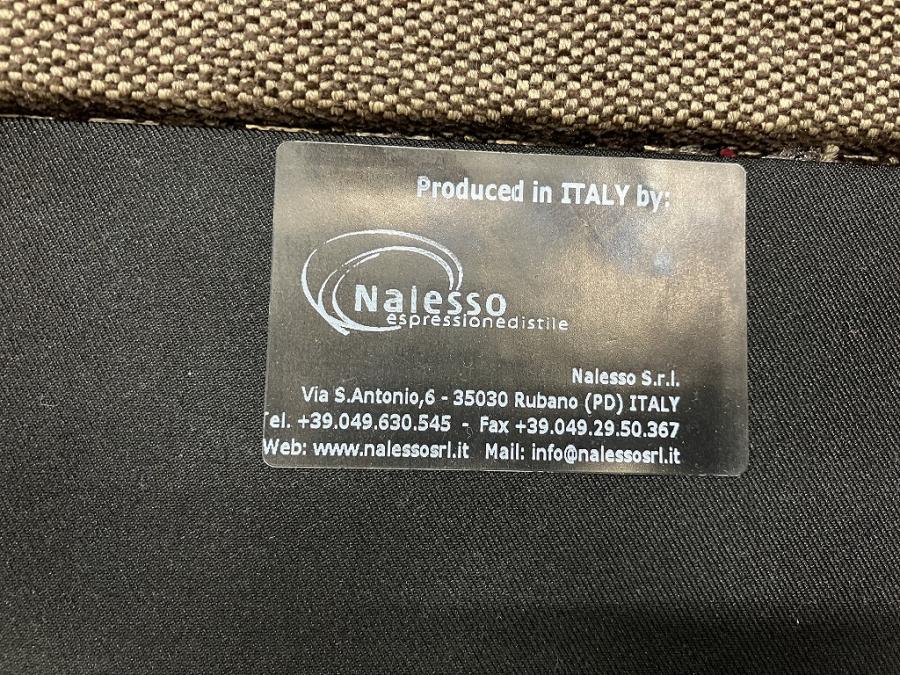 Produced in ITALY by:
Nalesso
espressionedistile
Nalesso S.r.l.
Via S.Antonio,6 - 35030 Rubano (PD) ITALY
Tel. +39.049.630.545 - Fax +39.049.29.50.367
Web: www.nalessosrl.it Mail: info@nalessosrl.it